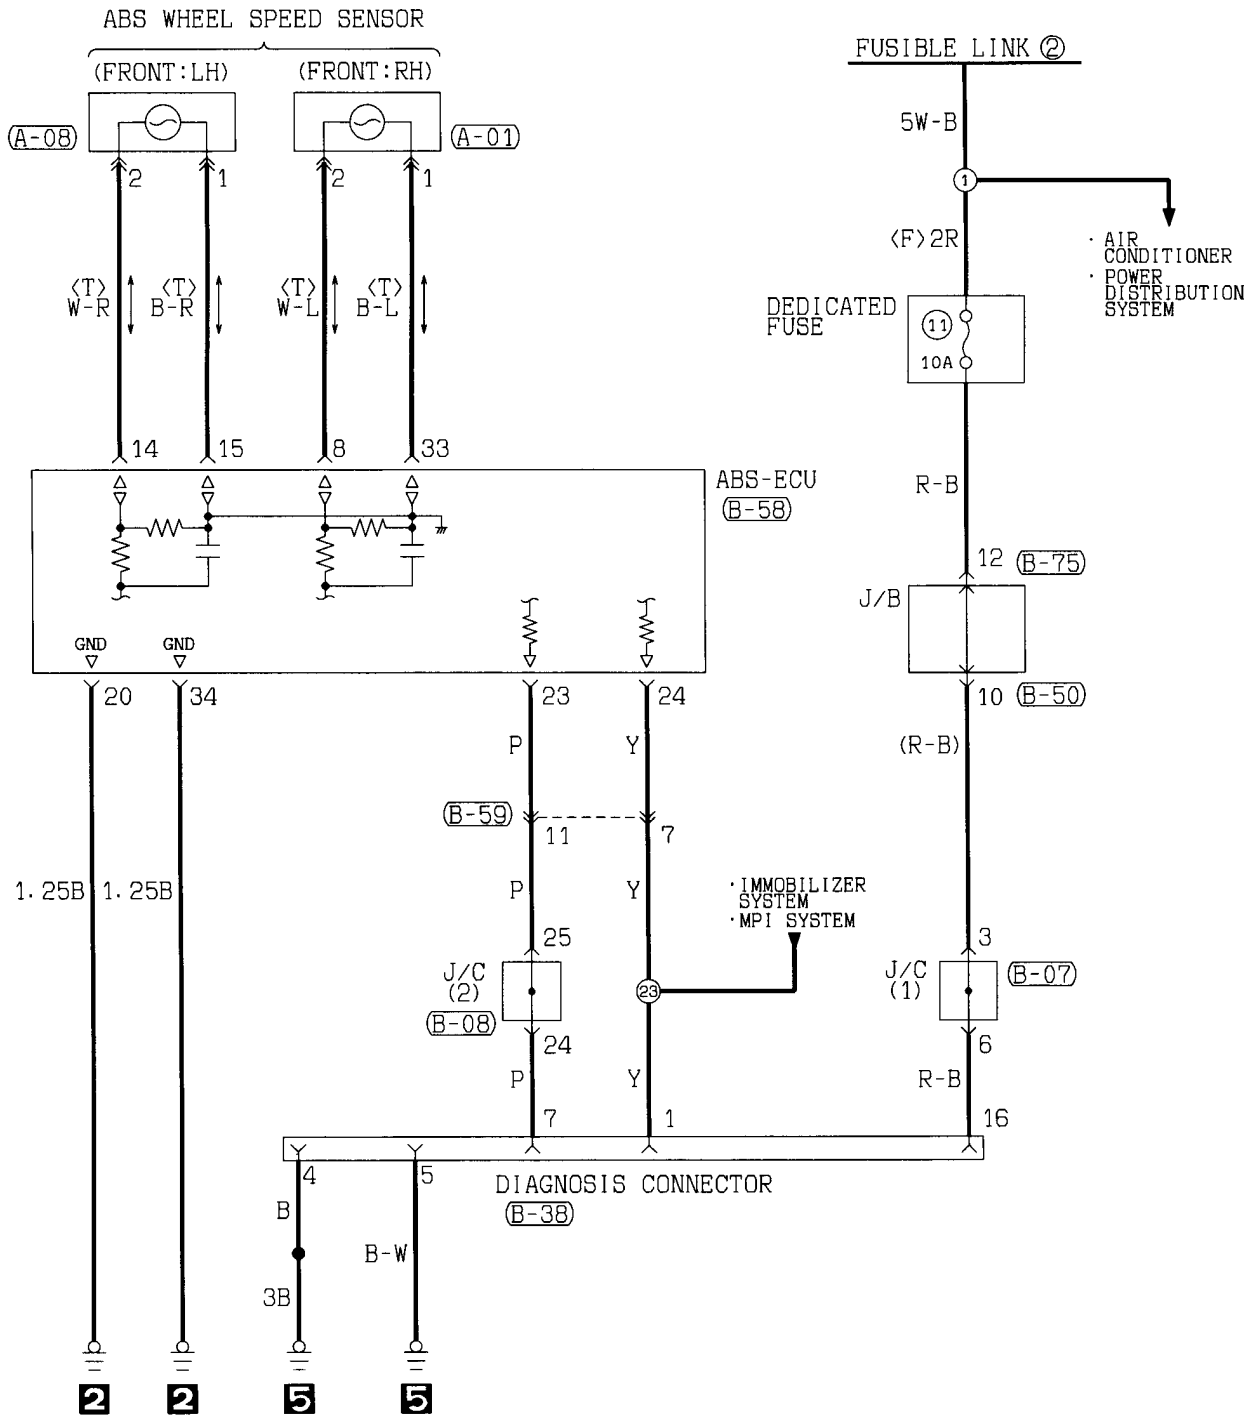 ABS WHEEL SPEED SENSOR
(FRONT:LH)
(FRONT:RH)
A-08
A-01
2
1
2
1
<T>
W-R
<T>
B-R
<T>
W-L
<T>
B-L
14
15
8
33
ABS-ECU
B-58
GND
GND
20
34
23
24
P
Y
B-59
11
7
1.25B
1.25B
P
Y
· IMMOBILIZER
SYSTEM
· MPI SYSTEM
25
J/C
(2)
B-08
23
24
P
Y
7
1
FUSIBLE LINK ②
5W-B
1
<F>2R
· AIR
CONDITIONER
· POWER
DISTRIBUTION
SYSTEM
DEDICATED
FUSE
11
10A
R-B
12
B-75
J/B
10
B-50
(R-B)
3
J/C
(1)
B-07
6
R-B
16
4
5
DIAGNOSIS CONNECTOR
B-38
B
B-W
3B
2
2
5
5